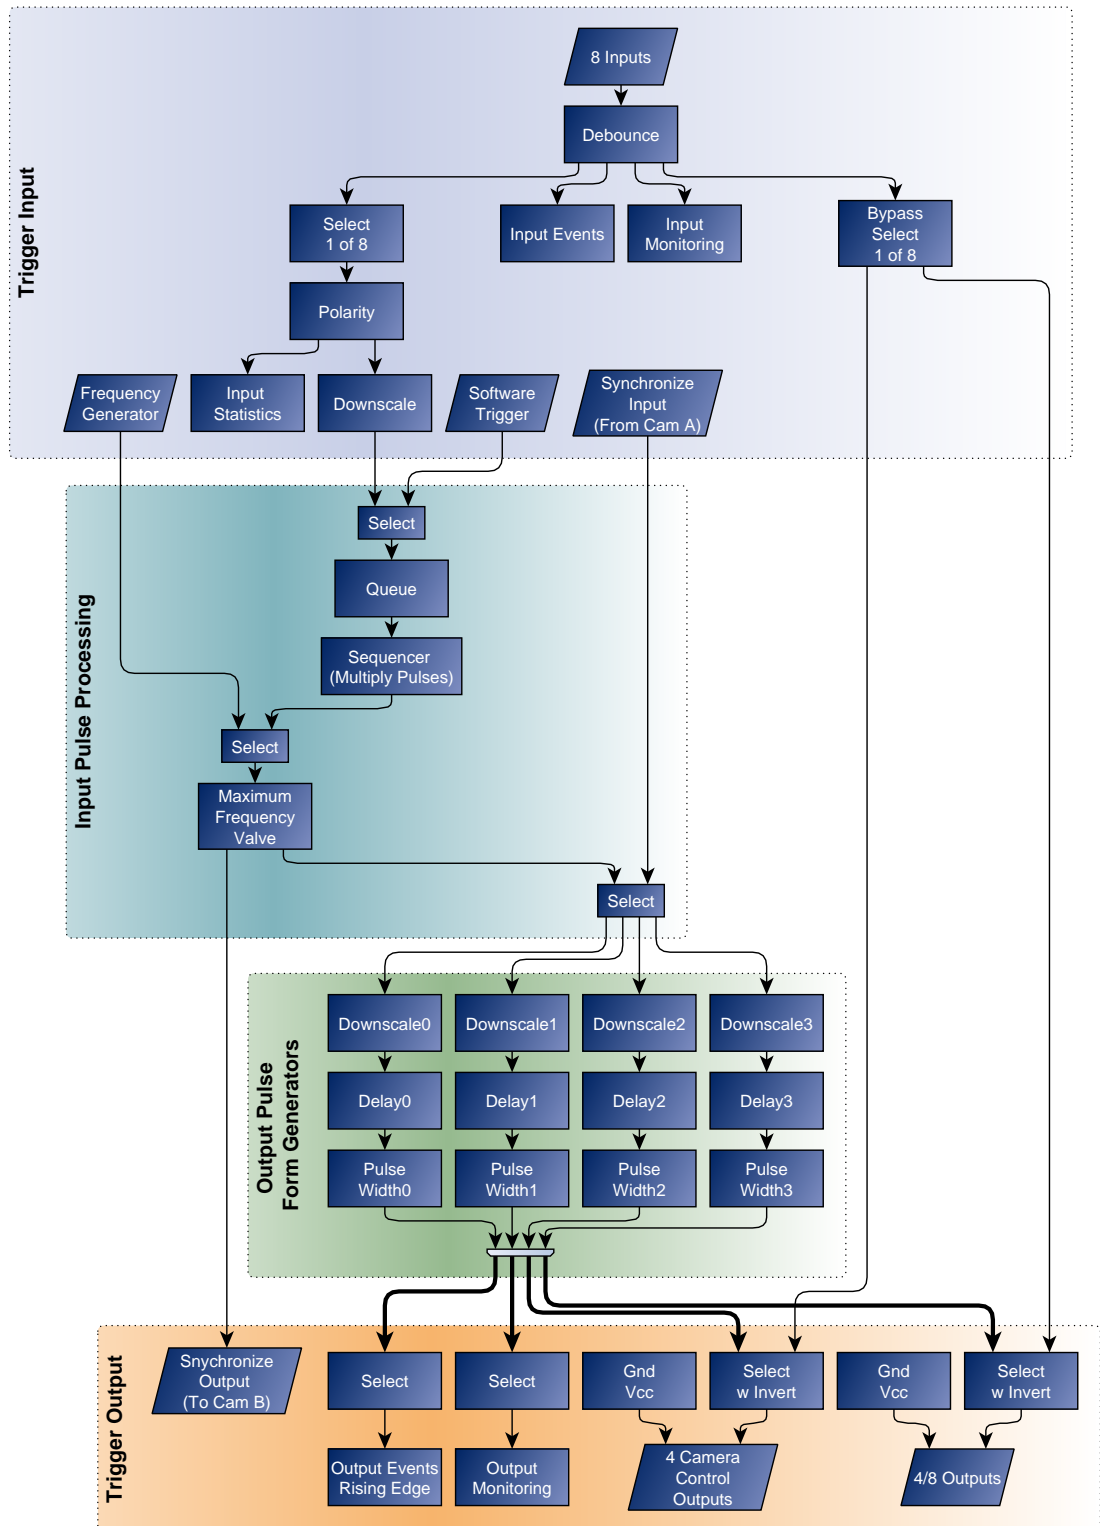 Trigger Input
8 Inputs
Debounce
Select
1 of 8
Input Events
Input
Monitoring
Bypass
Select
1 of 8
Polarity
Frequency
Generator
Input
Statistics
Downscale
Software
Trigger
Synchronize
Input
(From Cam A)
Input Pulse Processing
Select
Queue
Sequencer
(Multiply Pulses)
Select
Maximum
Frequency
Valve
Select
Output Pulse
Form Generators
Downscale0
Downscale1
Downscale2
Downscale3
Delay0
Delay1
Delay2
Delay3
Pulse
Width0
Pulse
Width1
Pulse
Width2
Pulse
Width3
Trigger Output
Snychronize
Output
(To Cam B)
Select
Select
Gnd
Vcc
Select
w Invert
Gnd
Vcc
Select
w Invert
Output Events
Rising Edge
Output
Monitoring
4 Camera
Control
Outputs
4/8 Outputs